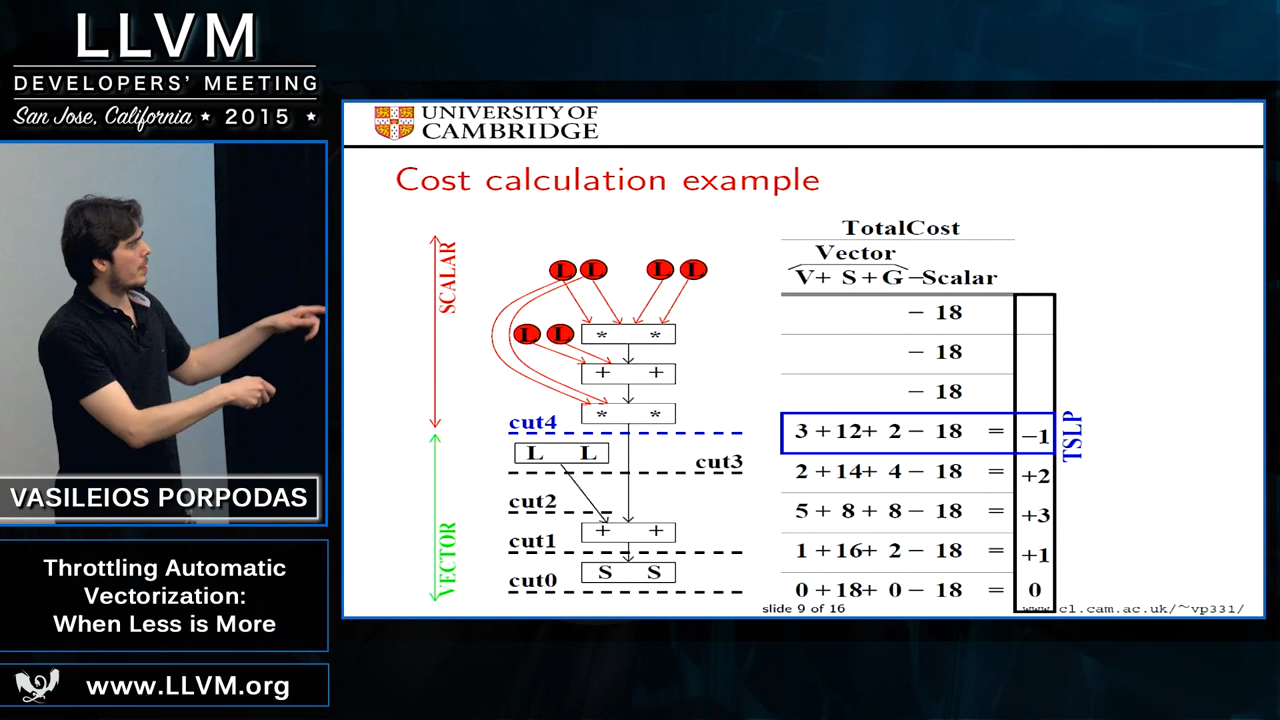 LLVM
DEVELOPERS' MEETING
San Jose, California ★ 2015 ★
UNIVERSITY OF
CAMBRIDGE
Cost calculation example
SCALAR
L L L L
L L * *
+ +
* *
cut4
L L
cut3
cut2
+ +
cut1
S S
cut0
VECTOR
TotalCost
Vector
V+ S+G−Scalar
− 18
− 18
− 18
3 +12+ 2− 18 = −1
TSLP
2 +14+ 4− 18 = +2
5 + 8 + 8− 18 = +3
1 +16+ 2− 18 = +1
0 +18+ 0− 18 = 0
slide 9 of 16
www.cl.cam.ac.uk/~vp331/
VASILEIOS PORPODAS
Throttling Automatic
Vectorization:
When Less is More
www.LLVM.org